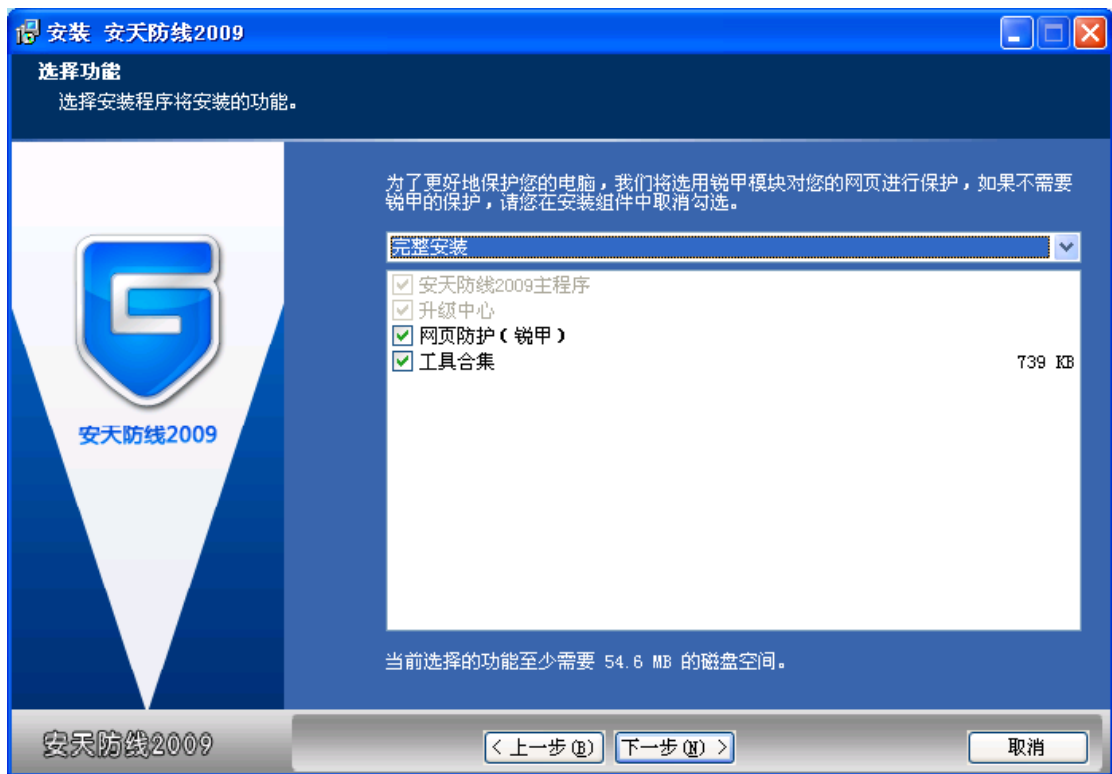 安装 安天防线2009
选择功能
选择安装程序将安装的功能。
为了更好地保护您的电脑，我们将选用锐甲模块对您的网页进行保护，如果不需要
锐甲的保护，请您在安装组件中取消勾选。
完整安装
安天防线2009主程序
升级中心
网页防护（锐甲）
工具合集 739 KB
安天防线2009
当前选择的功能至少需要 54.6 MB 的磁盘空间。
安天防线2009
< 上一步(B) 下一步(N) > 取消